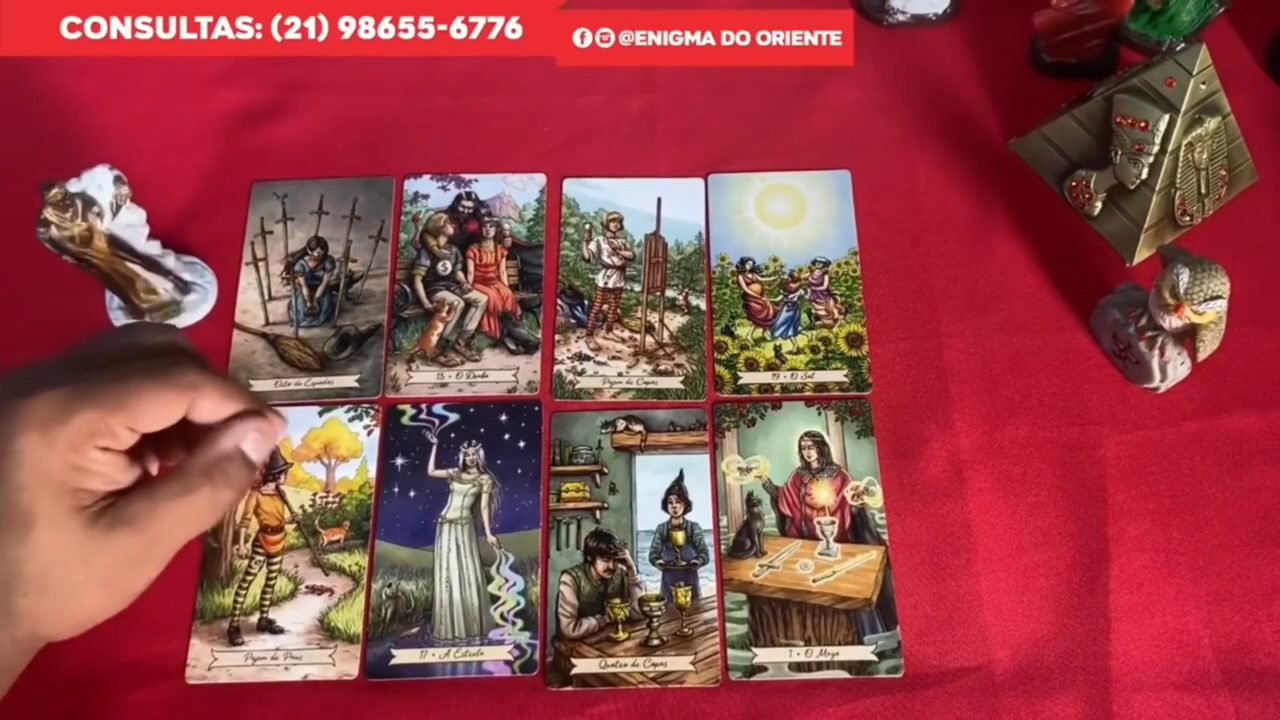 CONSULTAS: (21) 98655-6776
@ENIGMA DO ORIENTE
Oito de Espadas
15 • O Diabo
Pajem de Copas
19 • O Sol
Pajem de Paus
17 • A Estrela
Quatro de Copas
1 • O Mago